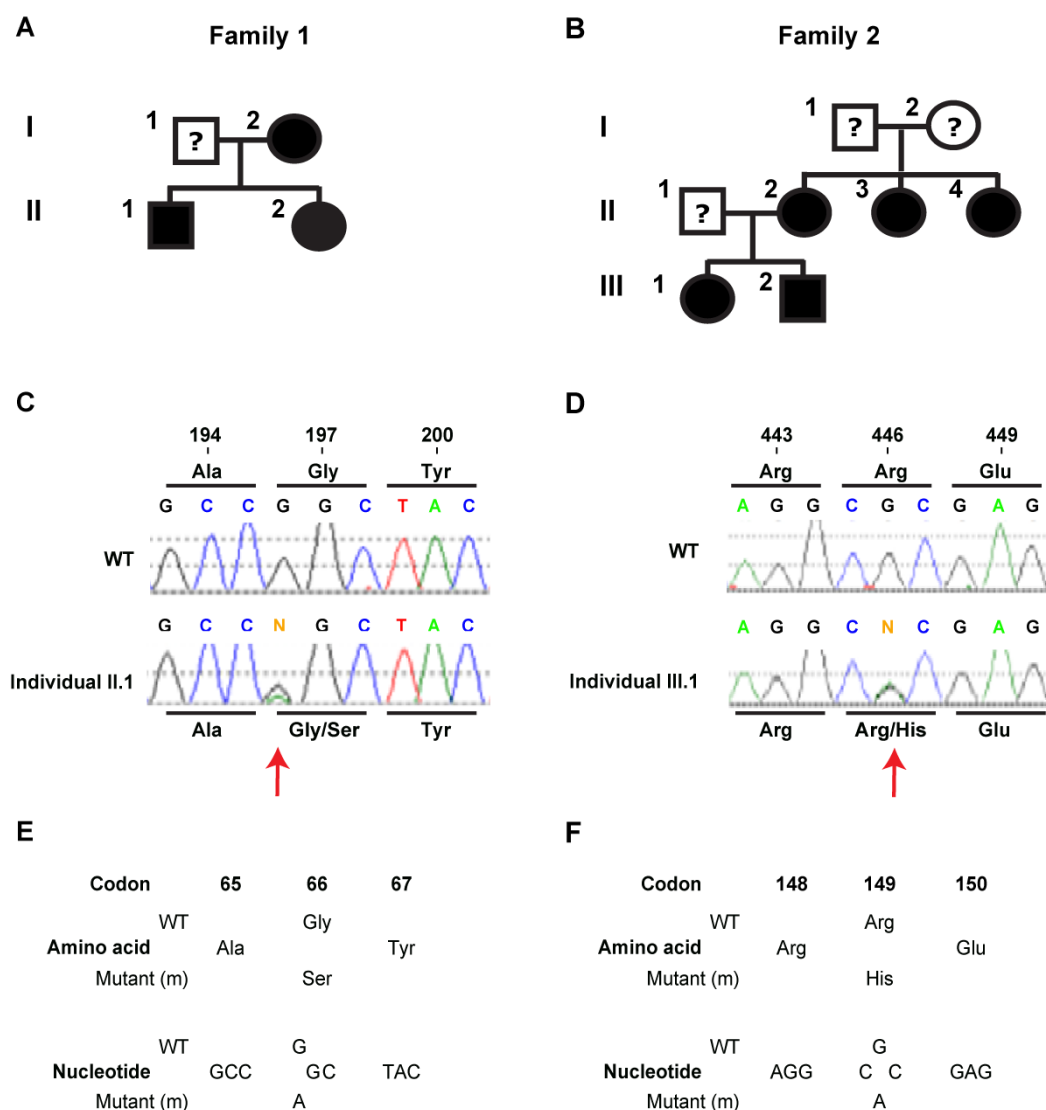 A
Family 1
I
1 ? 2
II
1 2
B
Family 2
I
1 ? 2 ?
II
1 ? 2 3 4
III
1 2
C
194 197 200
Ala Gly Tyr
G C C G G C T A C
WT
G C C N G C T A C
Individual II.1
Ala Gly/Ser Tyr
D
443 446 449
Arg Arg Glu
A G G C G C G A G
WT
A G G C N C G A G
Individual III.1
Arg Arg/His Glu
E
Codon 65 66 67
WT Gly
Amino acid Ala Tyr
Mutant (m) Ser
WT G
Nucleotide GCC GC TAC
Mutant (m) A
F
Codon 148 149 150
WT Arg
Amino acid Arg Glu
Mutant (m) His
WT G
Nucleotide AGG C C GAG
Mutant (m) A